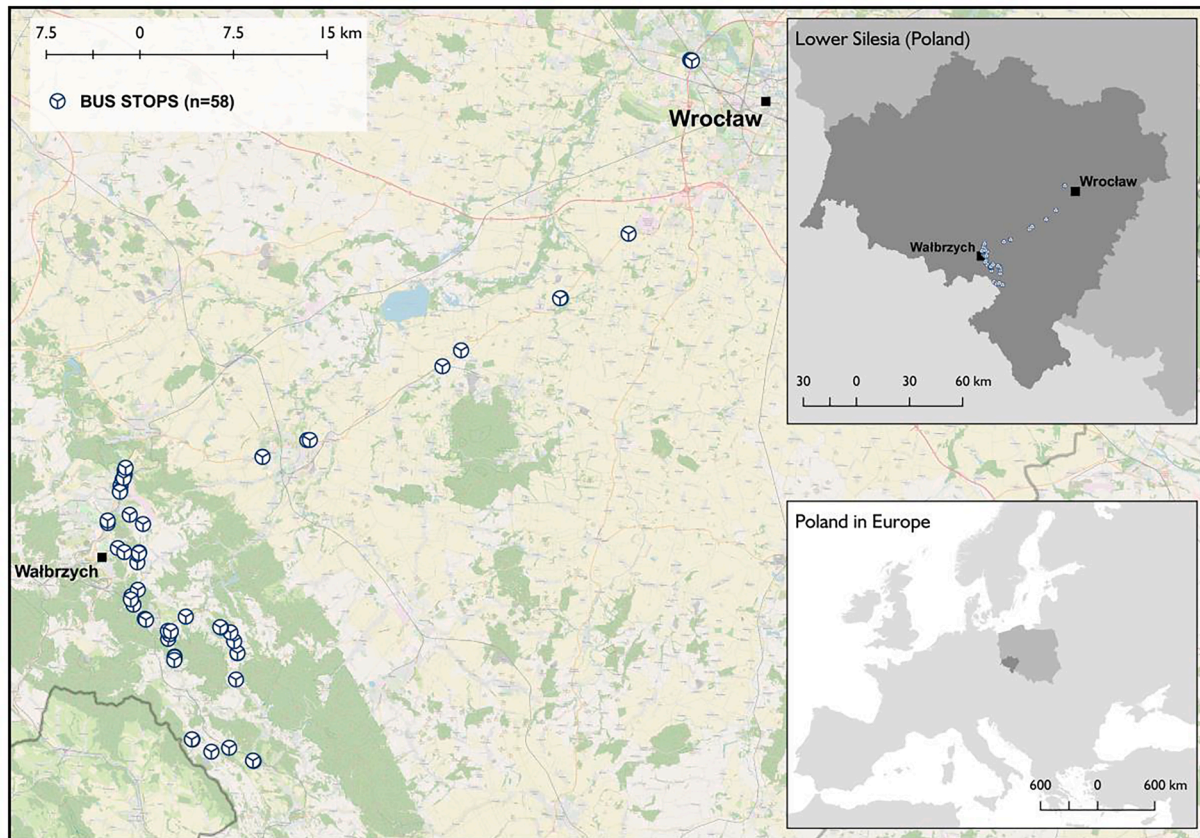 7.5 0 7.5 15 km
BUS STOPS (n=58)
Wrocław
Wałbrzych
Lower Silesia (Poland)
Wrocław
Wałbrzych
30 0 30 60 km
Poland in Europe
600 0 600 km